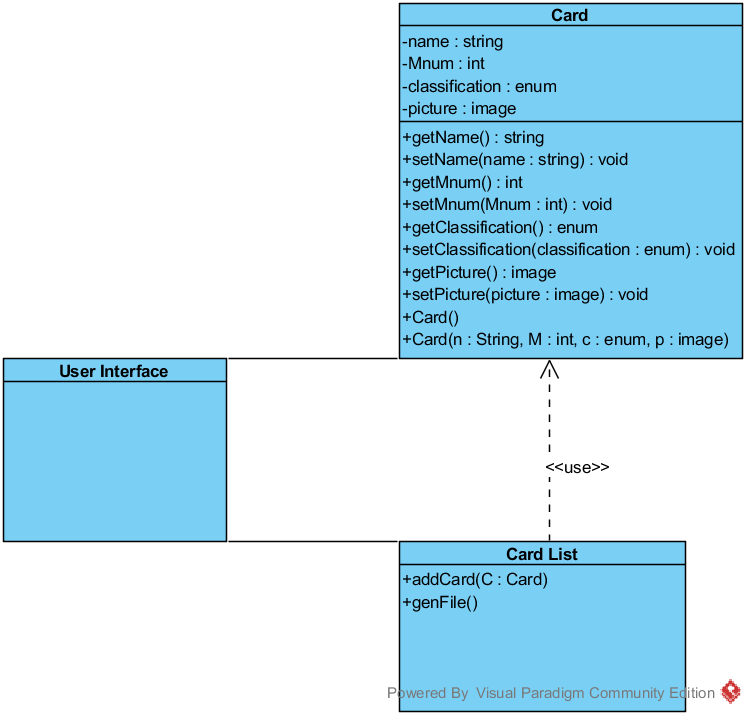 Card
-name : string
-Mnum : int
-classification : enum
-picture : image
+getName() : string
+setName(name : string) : void
+getMnum() : int
+setMnum(Mnum : int) : void
+getClassification() : enum
+setClassification(classification : enum) : void
+getPicture() : image
+setPicture(picture : image) : void
+Card()
+Card(n : String, M : int, c : enum, p : image)
User Interface
<<use>>
Card List
+addCard(C : Card)
+genFile()
Powered By Visual Paradigm Community Edition